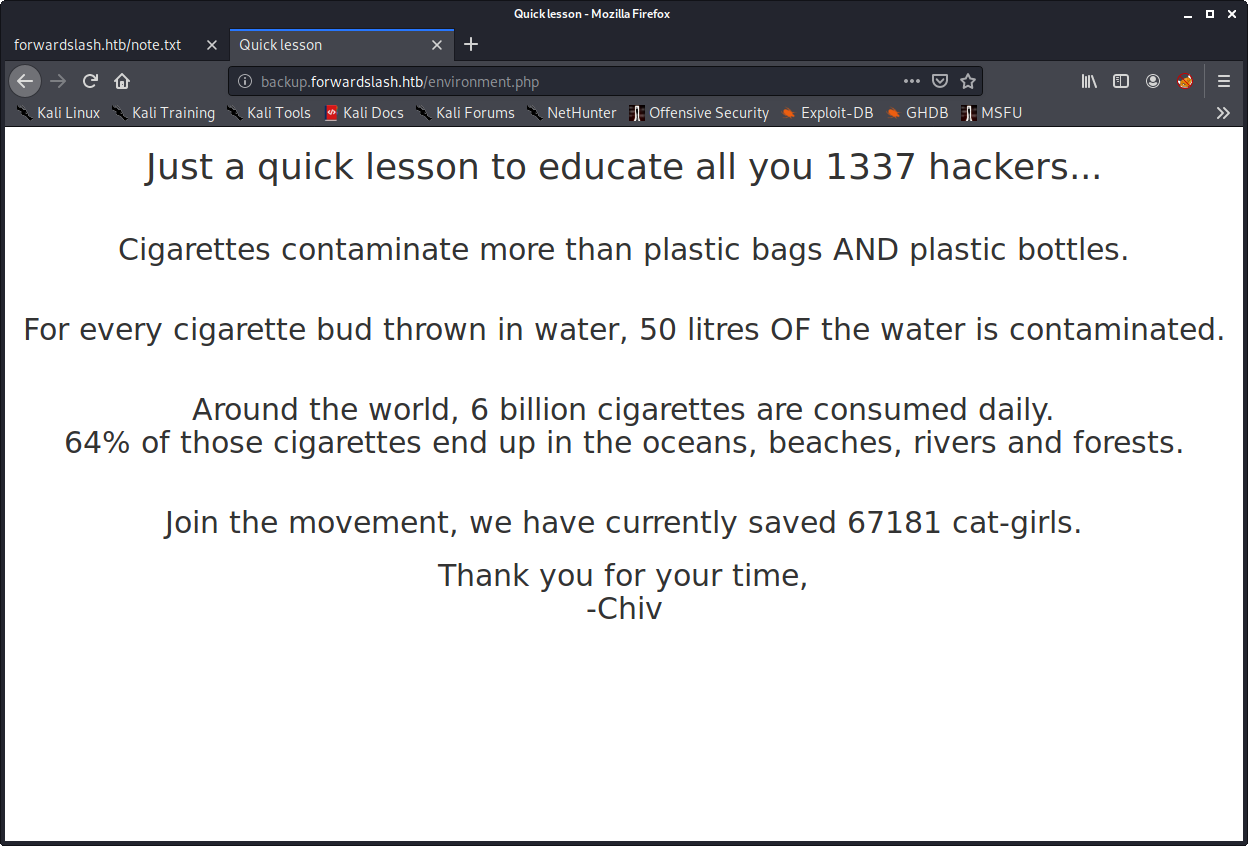 Quick lesson - Mozilla Firefox
forwardslash.htb/note.txt
Quick lesson
backup.forwardslash.htb/environment.php
Kali Linux Kali Training Kali Tools Kali Docs Kali Forums NetHunter Offensive Security Exploit-DB GHDB MSFU
Just a quick lesson to educate all you 1337 hackers...
Cigarettes contaminate more than plastic bags AND plastic bottles.
For every cigarette bud thrown in water, 50 litres OF the water is contaminated.
Around the world, 6 billion cigarettes are consumed daily.
64% of those cigarettes end up in the oceans, beaches, rivers and forests.
Join the movement, we have currently saved 67181 cat-girls.
Thank you for your time,
-Chiv